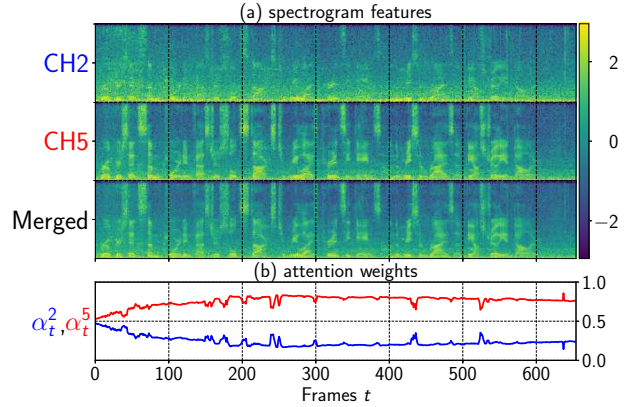 (a) spectrogram features
CH2
CH5
Merged
2
0
−2
(b) attention weights
α_t^2, α_t^5
1.0
0.5
0.0
0 100 200 300 400 500 600
Frames t